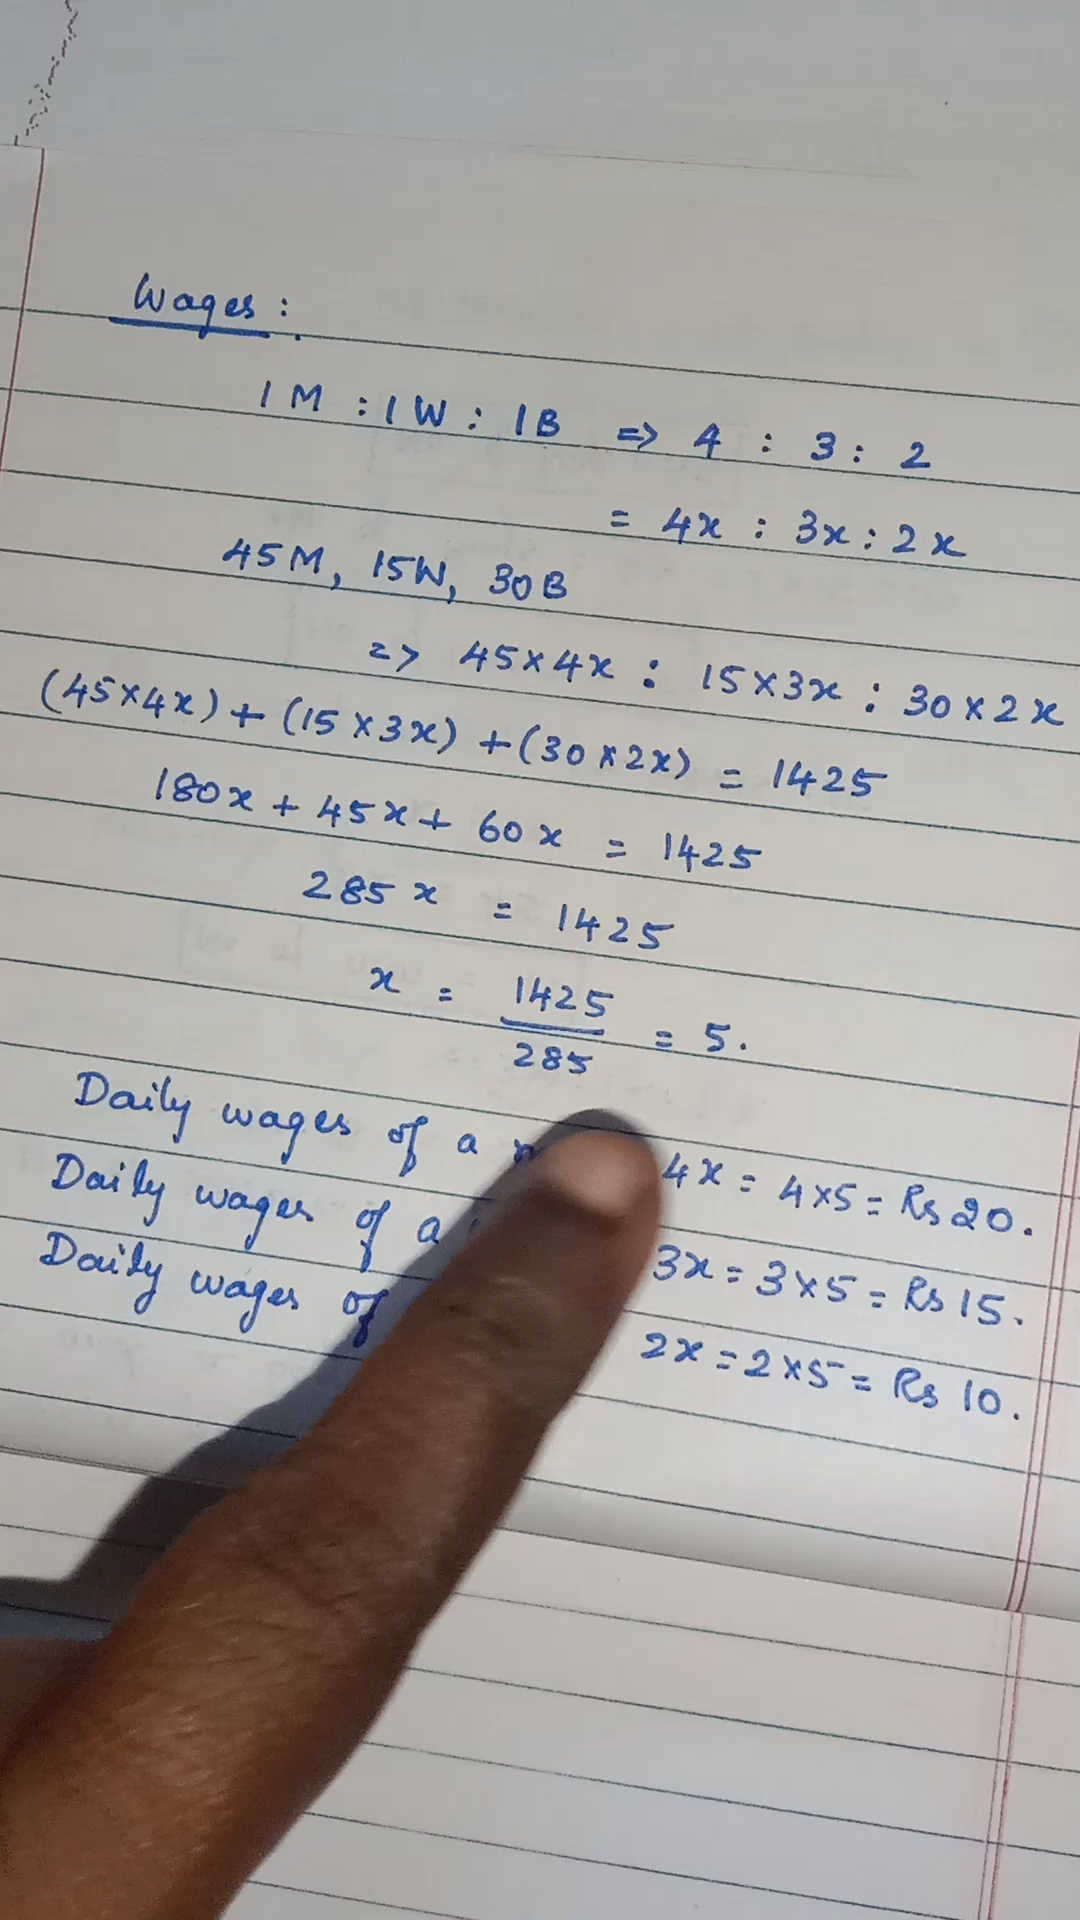 Wages :
1M : 1W : 1B => 4 : 3 : 2
= 4x : 3x : 2x
45M, 15W, 30B
=> 45×4x : 15×3x : 30×2x
(45×4x) + (15×3x) + (30×2x) = 1425
180x + 45x + 60x = 1425
285x = 1425
x = 1425/285 = 5.
Daily wages of a 4x = 4×5 = Rs 20.
Daily wages of a 3x = 3×5 = Rs 15.
Daily wages of 2x = 2×5 = Rs 10.